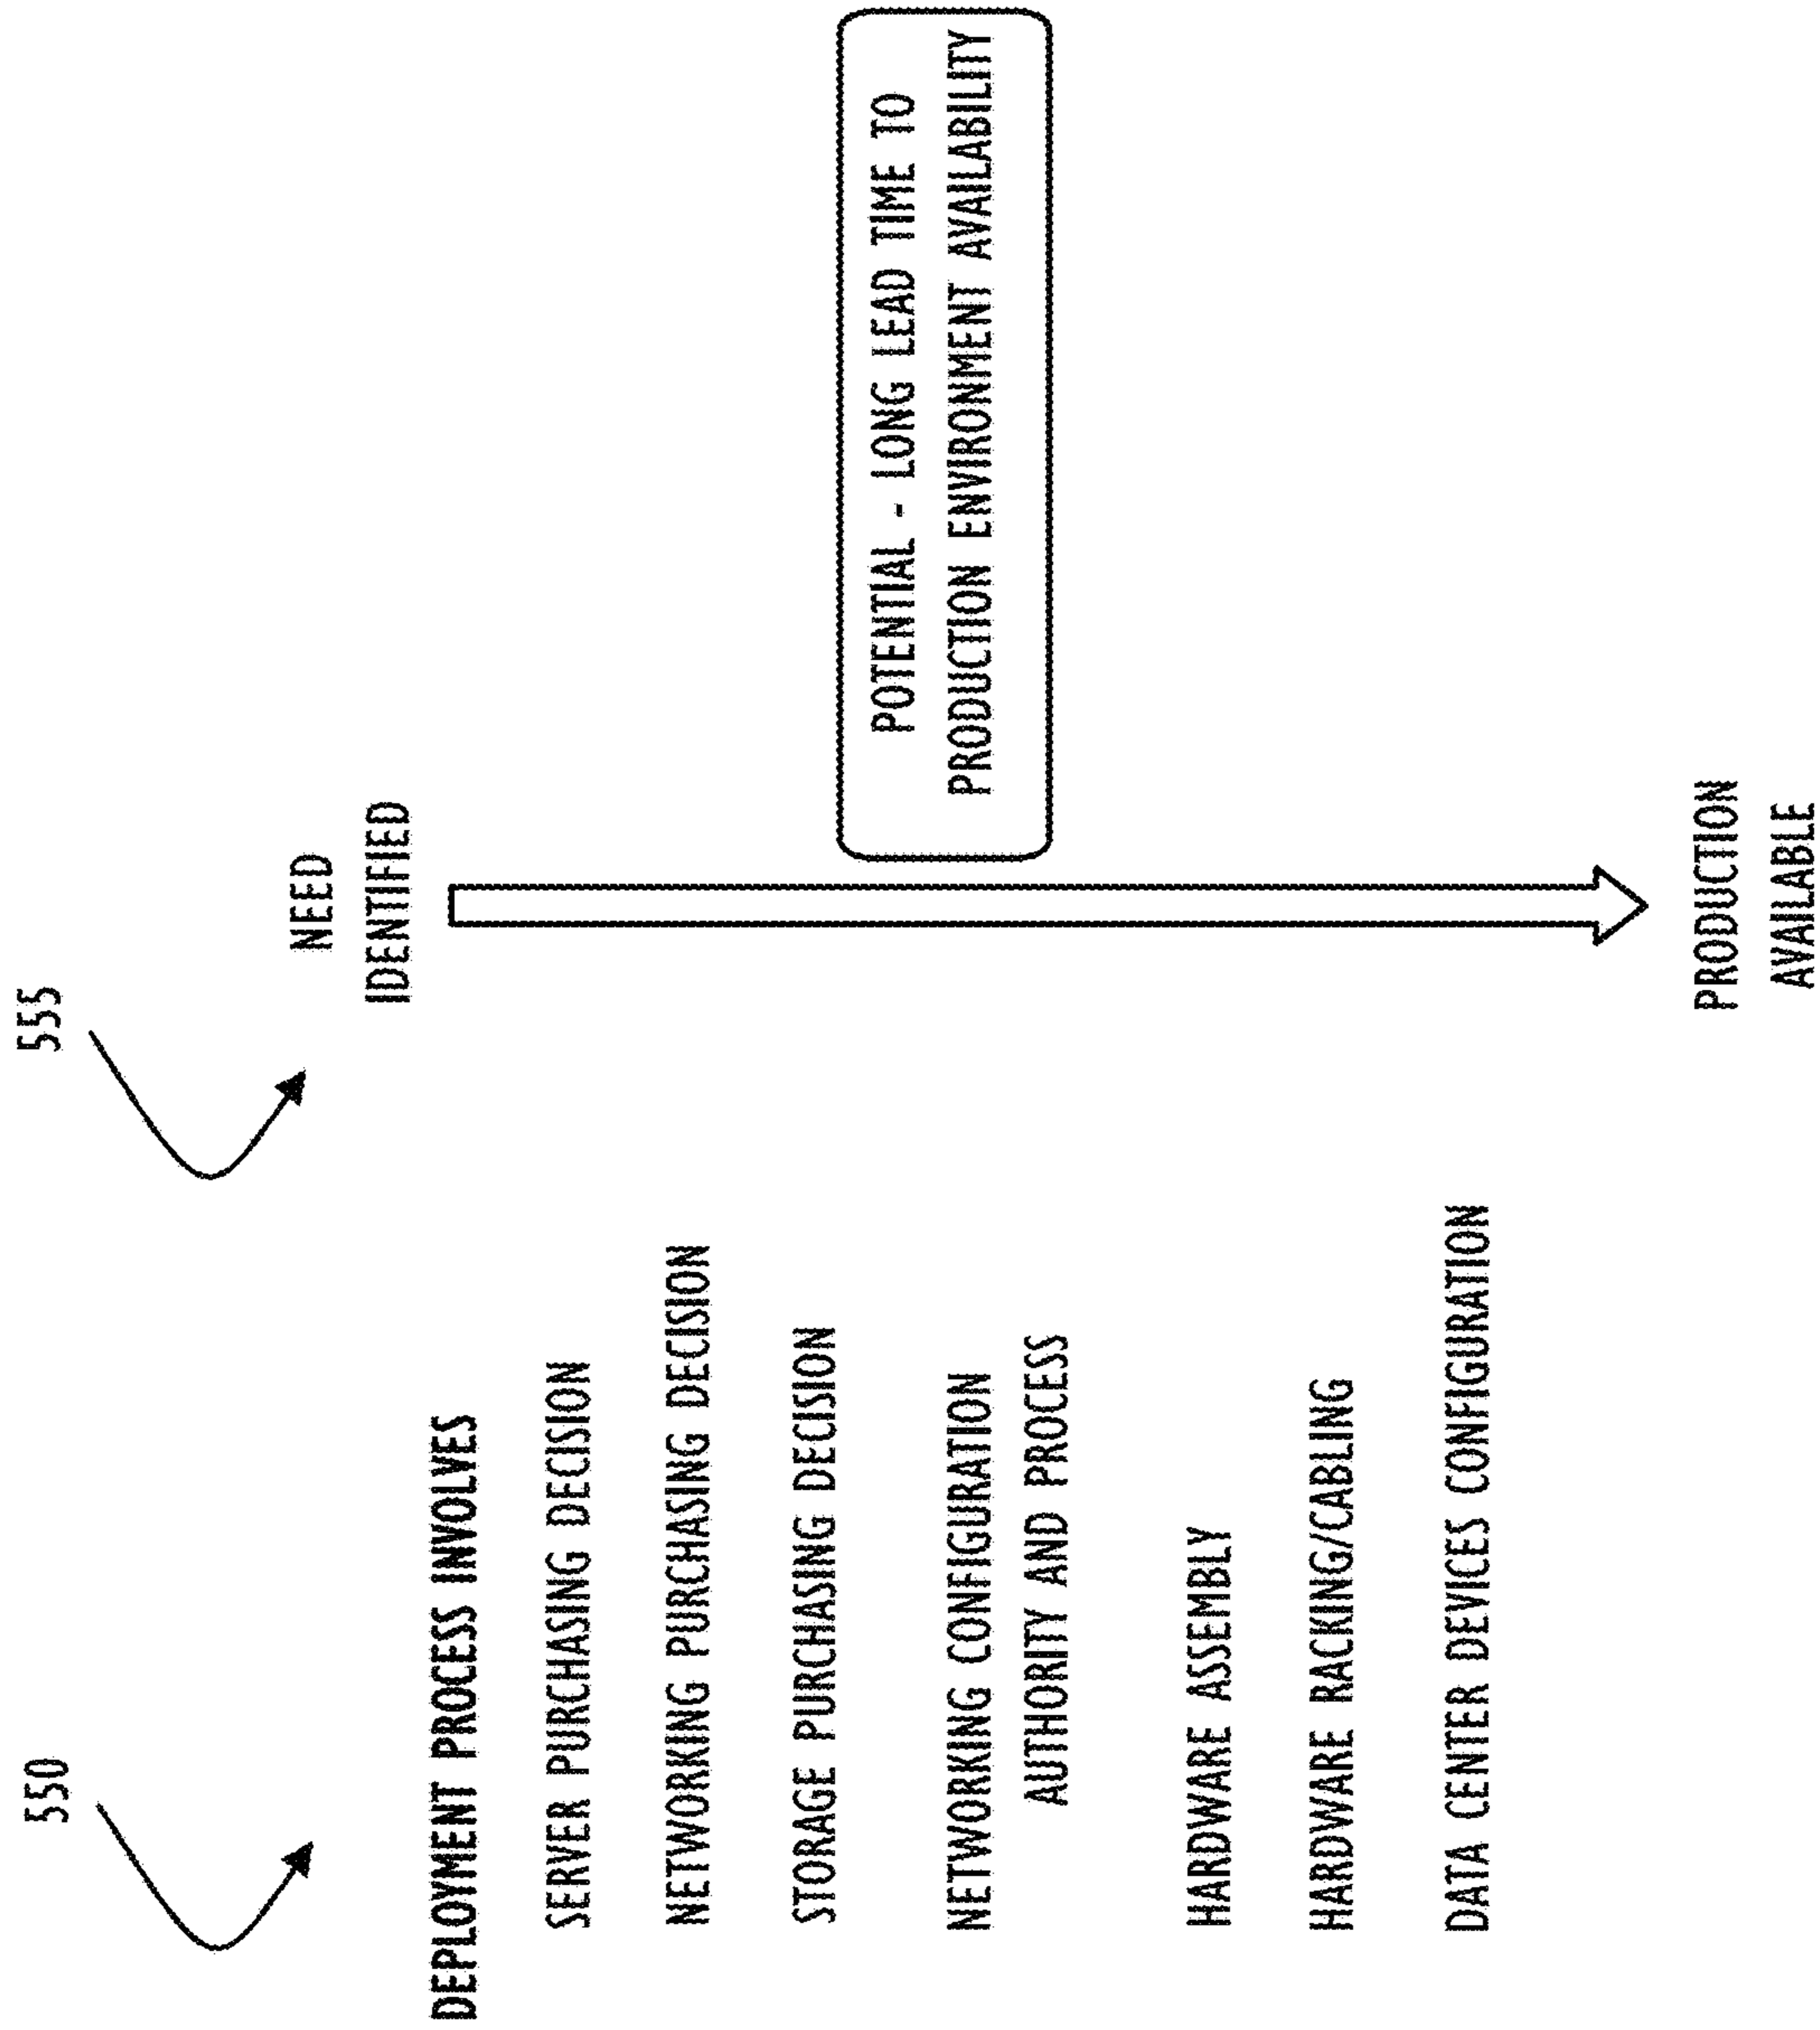 550
DEPLOYMENT PROCESS INVOLVES
SERVER PURCHASING DECISION
NETWORKING PURCHASING DECISION
STORAGE PURCHASING DECISION
NETWORKING CONFIGURATION
AUTHORITY AND PROCESS
HARDWARE ASSEMBLY
HARDWARE RACKING/CABLING
DATA CENTER DEVICES CONFIGURATION
555
NEED
IDENTIFIED
POTENTIAL - LONG LEAD TIME TO
PRODUCTION ENVIRONMENT AVAILABILITY
PRODUCTION
AVAILABLE